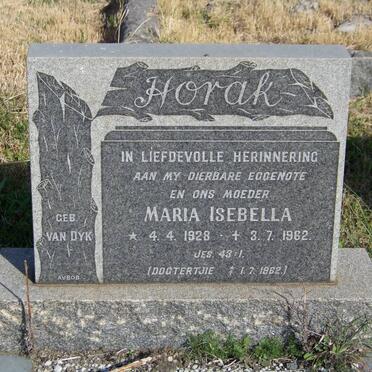 Horak
IN LIEFDEVOLLE HERINNERING
AAN MY DIERBARE EGGENOTE
EN ONS MOEDER
MARIA ISEBELLA
* 4. 4. 1928 - ✝ 3. 7. 1962.
JES. 43:1.
(DOGTERTJIE ✝ 1. 7. 1962.)
GEB.
VAN DYK
AVBOB